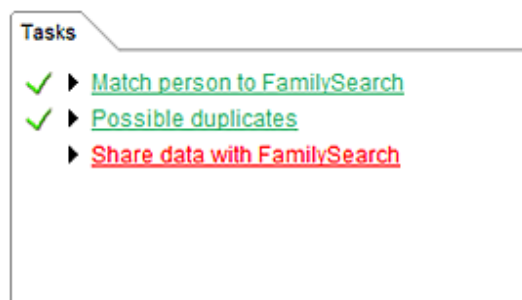 Tasks
Match person to FamilySearch
Possible duplicates
Share data with FamilySearch